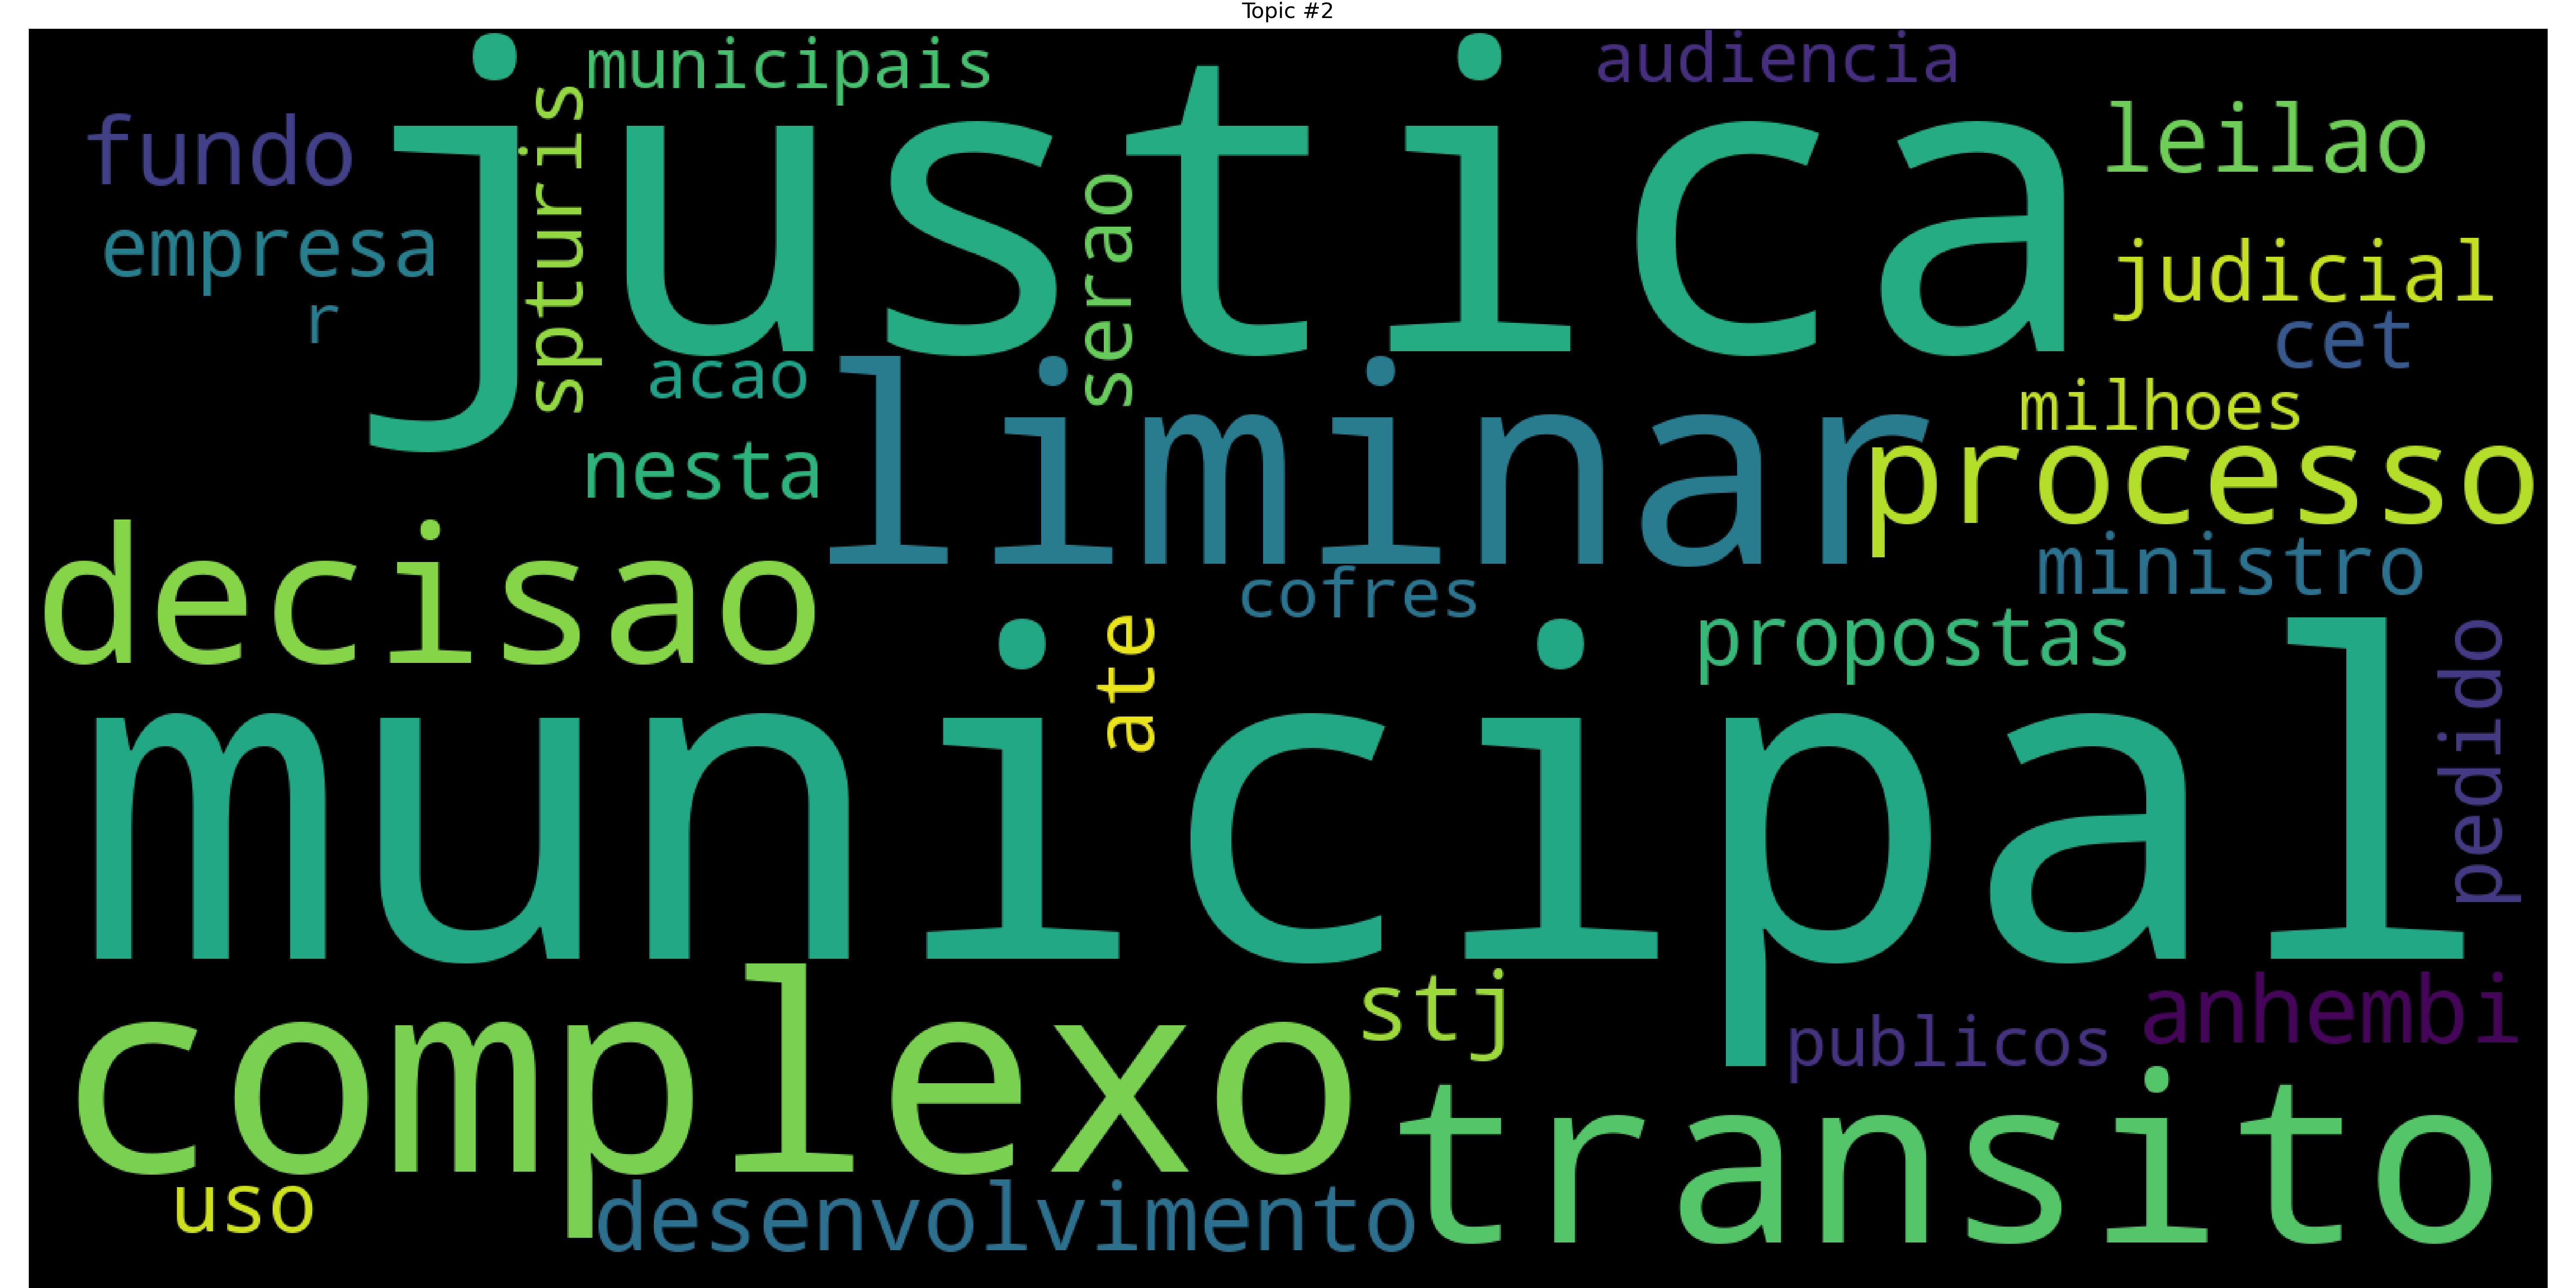 Topic #2
municipais
audiencia
justica
fundo
leilao
spturis
serao
empresa
judicial
r
cet
acao
liminar
milhoes
nesta
processo
decisao
ministro
cofres
ate
propostas
pedido
municipal
complexo
stj
anhembi
publicos
transito
uso
desenvolvimento